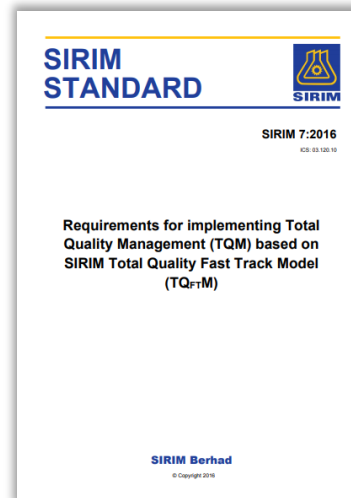 SIRIM
STANDARD
SIRIM
SIRIM 7:2016
ICS: 03.120.10
Requirements for implementing Total
Quality Management (TQM) based on
SIRIM Total Quality Fast Track Model
(TQFTM)
SIRIM Berhad
© Copyright 2016